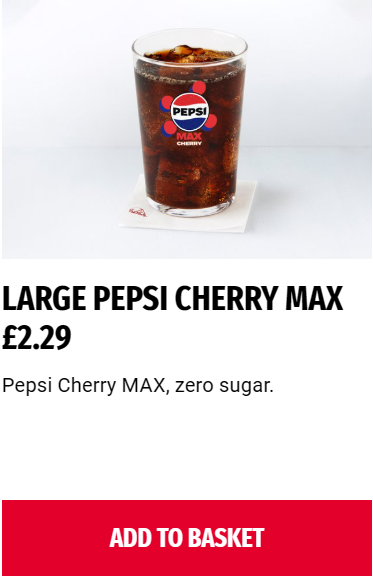 PEPSI
MAX
CHERRY
LARGE PEPSI CHERRY MAX
£2.29
Pepsi Cherry MAX, zero sugar.
ADD TO BASKET